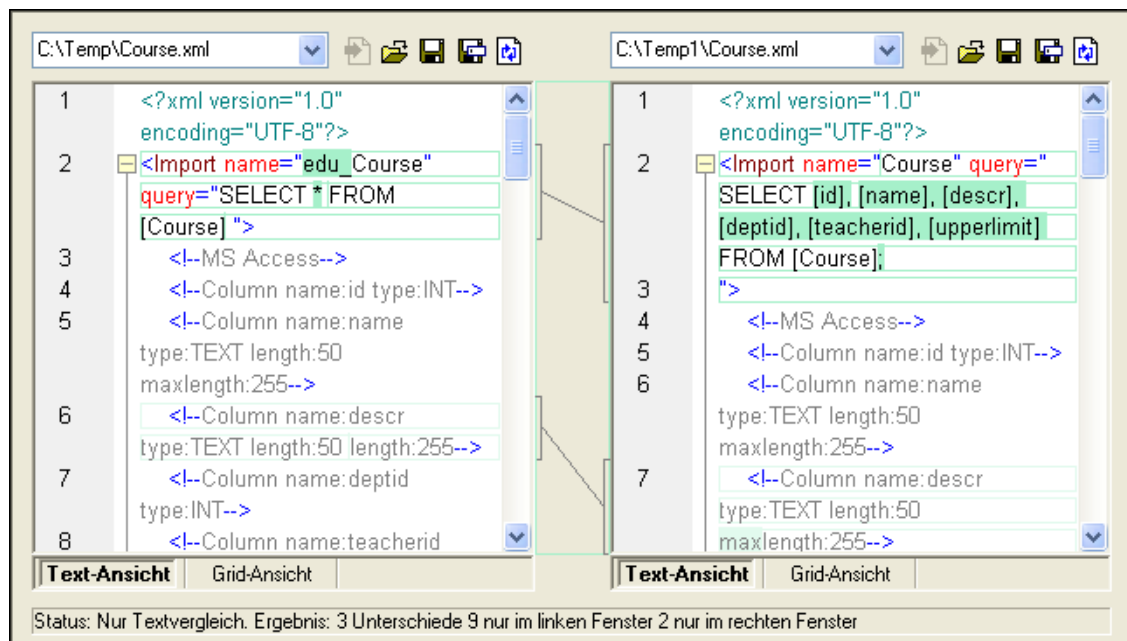 C:\Temp\Course.xml
1 <?xml version="1.0"
encoding="UTF-8"?>
2 <Import name="edu_Course"
query="SELECT * FROM
[Course] ">
3 <!--MS Access-->
4 <!--Column name:id type:INT-->
5 <!--Column name:name
type:TEXT length:50
maxlength:255-->
6 <!--Column name:descr
type:TEXT length:50 length:255-->
7 <!--Column name:deptid
type:INT-->
8 <!--Column name:teacherid
Text-Ansicht Grid-Ansicht
C:\Temp1\Course.xml
1 <?xml version="1.0"
encoding="UTF-8"?>
2 <Import name="Course" query="
SELECT [id], [name], [descr],
[deptid], [teacherid], [upperlimit]
FROM [Course];
3 ">
4 <!--MS Access-->
5 <!--Column name:id type:INT-->
6 <!--Column name:name
type:TEXT length:50
maxlength:255-->
7 <!--Column name:descr
type:TEXT length:50
maxlength:255-->
Text-Ansicht Grid-Ansicht
Status: Nur Textvergleich. Ergebnis: 3 Unterschiede 9 nur im linken Fenster 2 nur im rechten Fenster